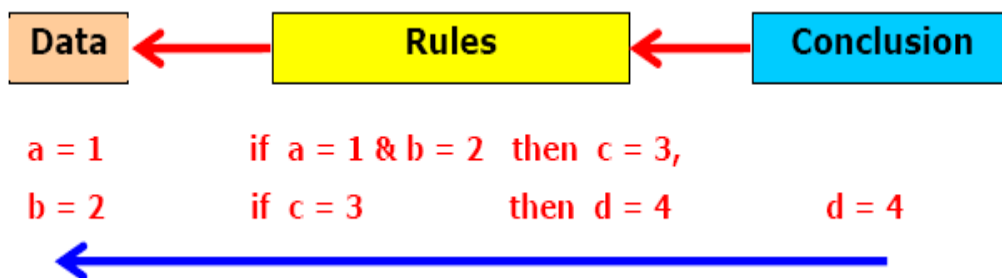 Data Rules Conclusion
a = 1 if a = 1 & b = 2 then c = 3,
b = 2 if c = 3 then d = 4 d = 4